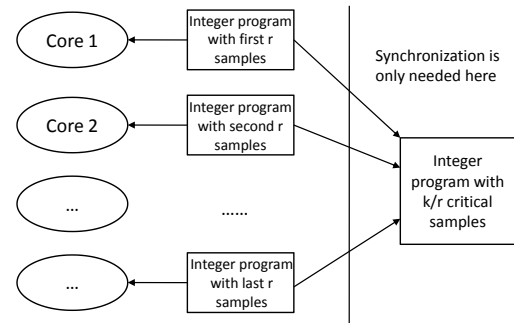 Core 1
Integer program
with first r
samples
Synchronization is
only needed here
Core 2
Integer program
with second r
samples
Integer
program with
k/r critical
samples
...
......
...
Integer program
with last r
samples